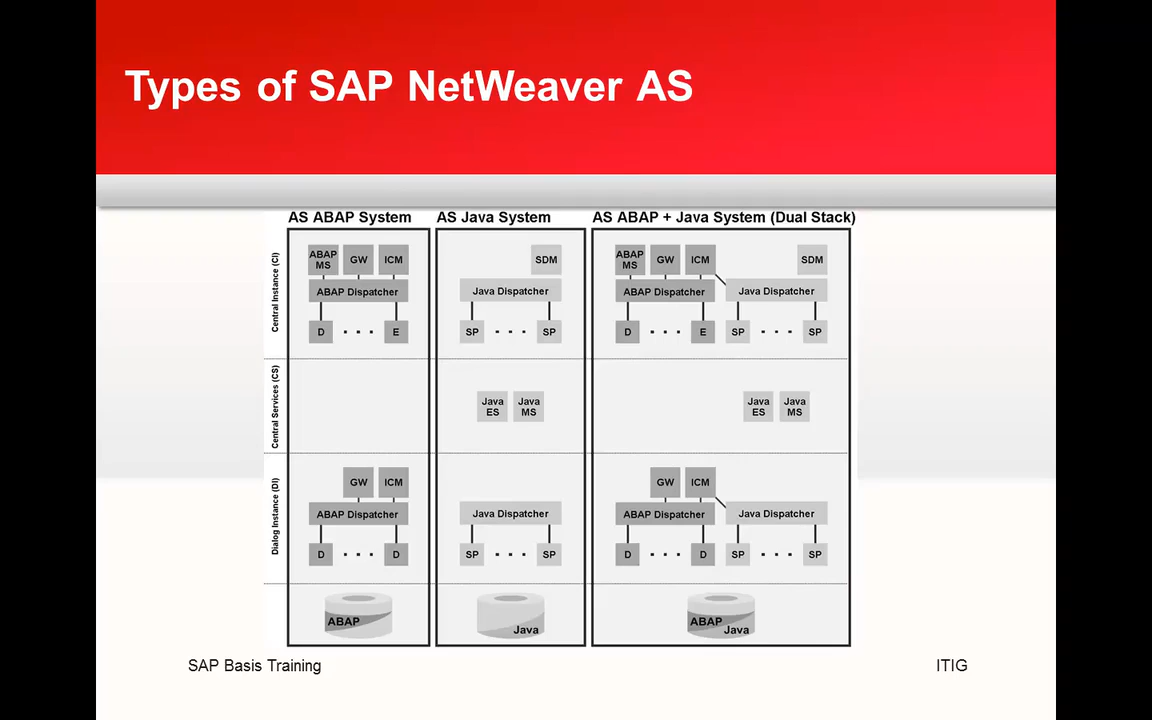 Types of SAP NetWeaver AS
AS ABAP System
AS Java System
AS ABAP + Java System (Dual Stack)
Central Instance (CI)
ABAP
MS
GW
ICM
ABAP Dispatcher
D
E
SDM
Java Dispatcher
SP
SP
ABAP
MS
GW
ICM
ABAP Dispatcher
D
E
SDM
Java Dispatcher
SP
SP
Central Services (CS)
Java
ES
Java
MS
Java
ES
Java
MS
Dialog Instance (DI)
GW
ICM
ABAP Dispatcher
D
D
Java Dispatcher
SP
SP
GW
ICM
ABAP Dispatcher
D
D
Java Dispatcher
SP
SP
ABAP
Java
ABAP
Java
SAP Basis Training
ITIG